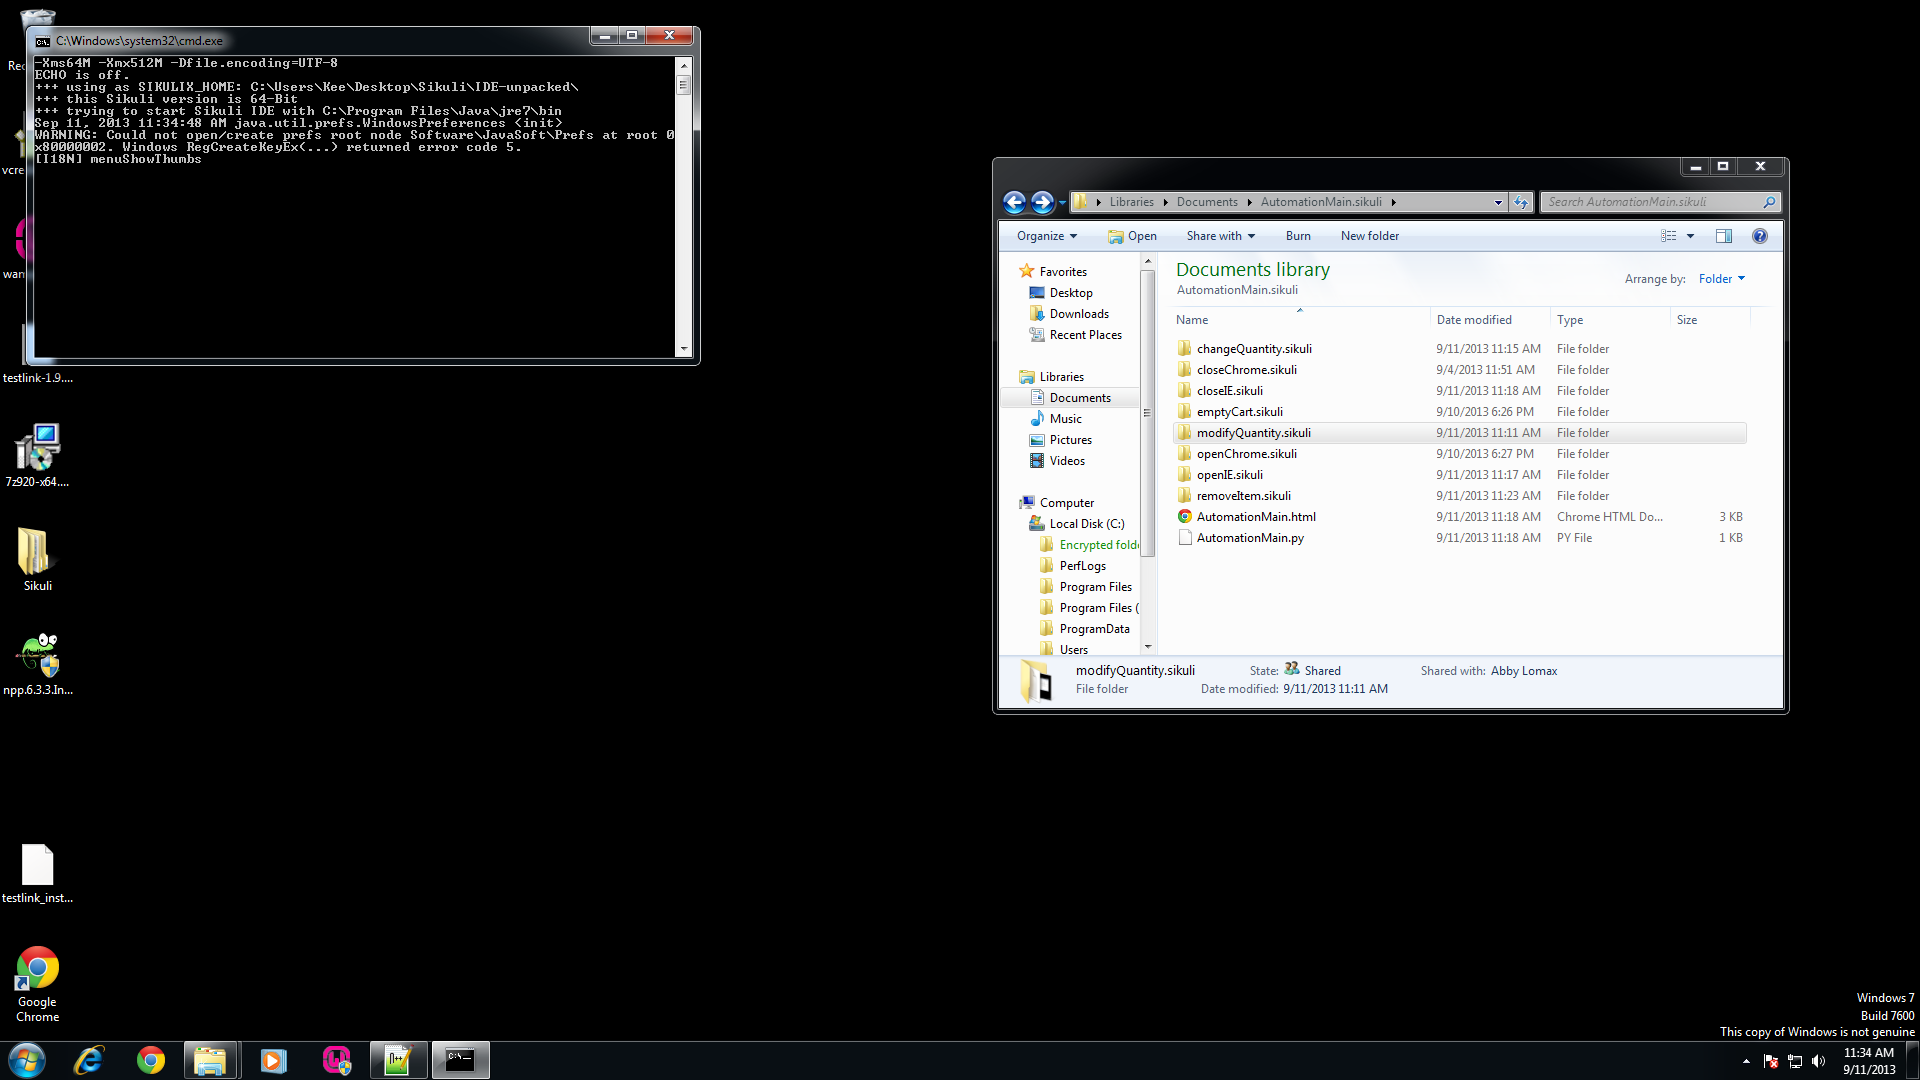 C:\Windows\system32\cmd.exe
-Xms64M -Xmx512M -Dfile.encoding=UTF-8
ECHO is off.
+++ using as SIKULIX_HOME: C:\Users\Kee\Desktop\Sikuli\IDE-unpacked\
+++ this Sikuli version is 64-Bit
+++ trying to start Sikuli IDE with C:\Program Files\Java\jre7\bin
Sep 11, 2013 11:34:48 AM java.util.prefs.WindowsPreferences <init>
WARNING: Could not open/create prefs root node Software\JavaSoft\Prefs at root 0
x80000002. Windows RegCreateKeyEx(...) returned error code 5.
[I18N] menuShowThumbs
testlink-1.9....
7z920-x64....
Sikuli
npp.6.3.3.In...
testlink_inst...
Google
Chrome
Libraries Documents AutomationMain.sikuli
Search AutomationMain.sikuli
Organize Open Share with Burn New folder
Favorites
Desktop
Downloads
Recent Places
Libraries
Documents
Music
Pictures
Videos
Computer
Local Disk (C:)
Encrypted folde
PerfLogs
Program Files
Program Files (
ProgramData
Users
Documents library
AutomationMain.sikuli
Arrange by: Folder
Name Date modified Type Size
changeQuantity.sikuli 9/11/2013 11:15 AM File folder
closeChrome.sikuli 9/4/2013 11:51 AM File folder
closeIE.sikuli 9/11/2013 11:18 AM File folder
emptyCart.sikuli 9/10/2013 6:26 PM File folder
modifyQuantity.sikuli 9/11/2013 11:11 AM File folder
openChrome.sikuli 9/10/2013 6:27 PM File folder
openIE.sikuli 9/11/2013 11:17 AM File folder
removeItem.sikuli 9/11/2013 11:23 AM File folder
AutomationMain.html 9/11/2013 11:18 AM Chrome HTML Do... 3 KB
AutomationMain.py 9/11/2013 11:18 AM PY File 1 KB
modifyQuantity.sikuli State: Shared Shared with: Abby Lomax
File folder Date modified: 9/11/2013 11:11 AM
Windows 7
Build 7600
This copy of Windows is not genuine
11:34 AM
9/11/2013